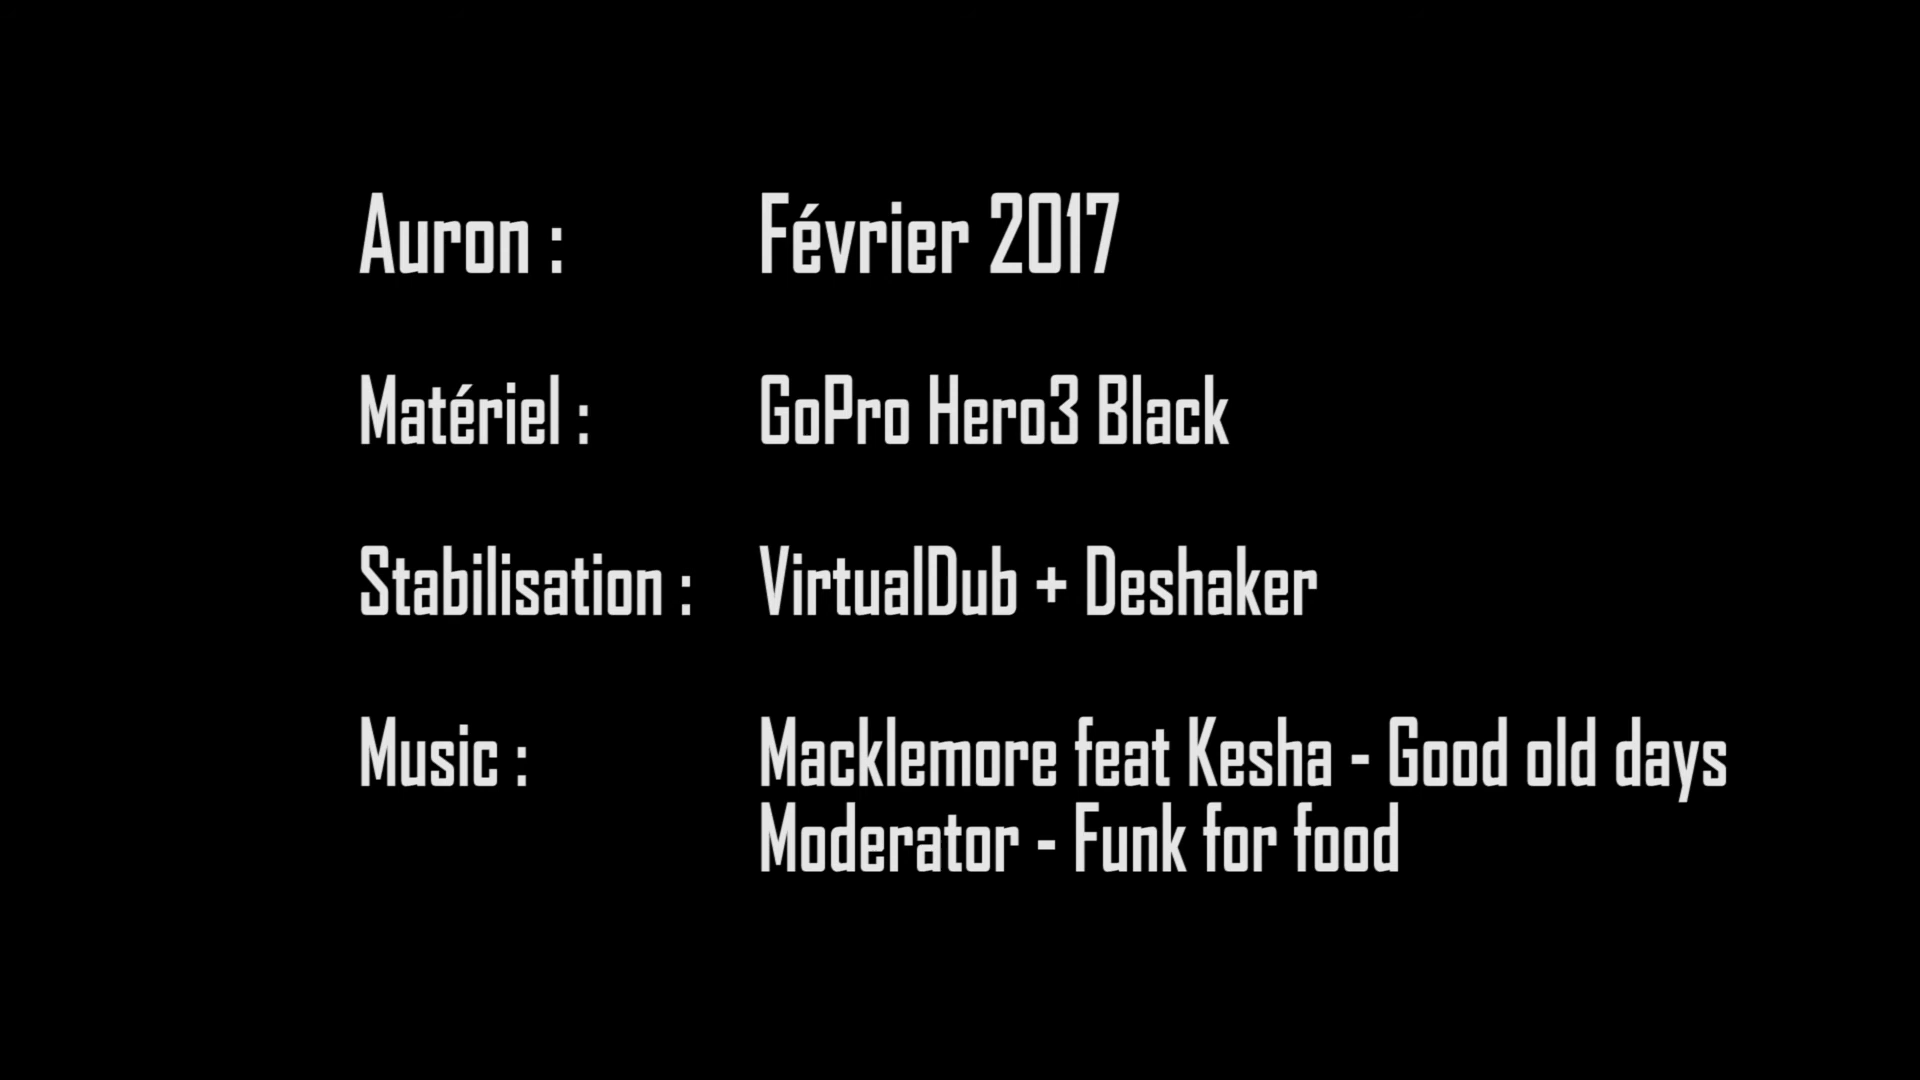 Auron : Février 2017
Matériel : GoPro Hero3 Black
Stabilisation : VirtualDub + Deshaker
Music : Macklemore feat Kesha - Good old days
Moderator - Funk for food